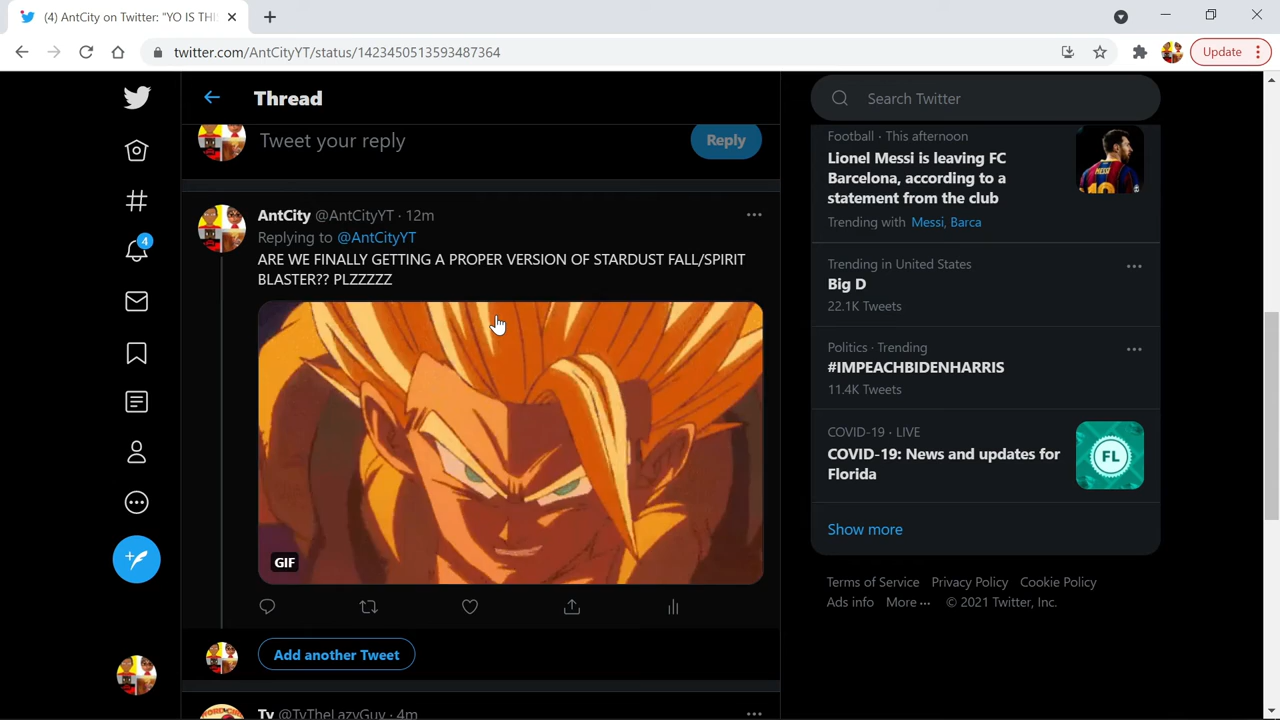 (4) AntCity on Twitter: "YO IS THI
twitter.com/AntCityYT/status/1423450513593487364
Update
Thread
Tweet your reply
Reply
AntCity @AntCityYT · 12m
Replying to @AntCityYT
ARE WE FINALLY GETTING A PROPER VERSION OF STARDUST FALL/SPIRIT
BLASTER?? PLZZZZZ
GIF
Add another Tweet
Ty @TyTheLazyGuy · 4m
4
Search Twitter
Football · This afternoon
Lionel Messi is leaving FC
Barcelona, according to a
statement from the club
Trending with Messi, Barca
MESSI
10
Trending in United States
Big D
22.1K Tweets
Politics · Trending
#IMPEACHBIDENHARRIS
11.4K Tweets
COVID-19 · LIVE
COVID-19: News and updates for
Florida
FL
Show more
Terms of Service Privacy Policy Cookie Policy
Ads info More ··· © 2021 Twitter, Inc.